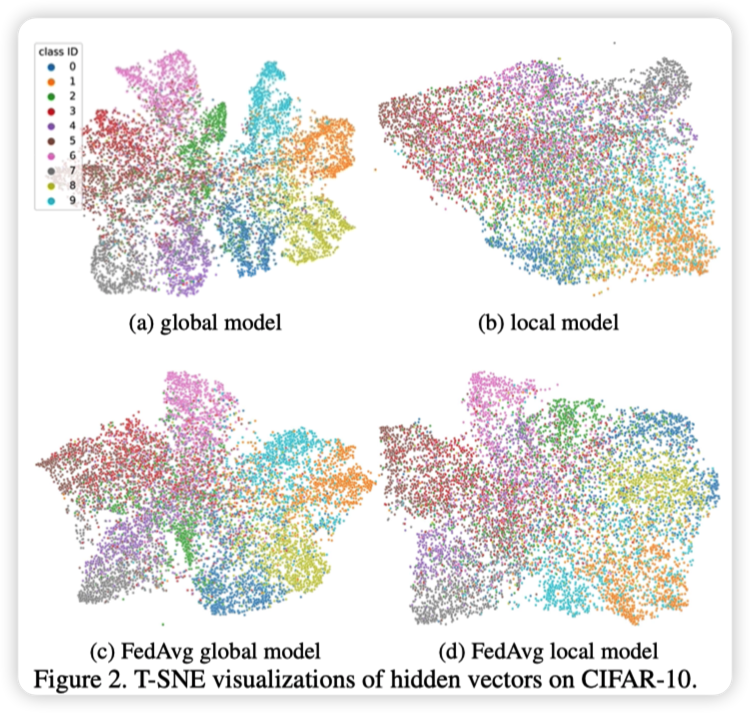 class ID
0
1
2
3
4
5
6
7
8
9
(a) global model
(b) local model
(c) FedAvg global model
(d) FedAvg local model
Figure 2. T-SNE visualizations of hidden vectors on CIFAR-10.